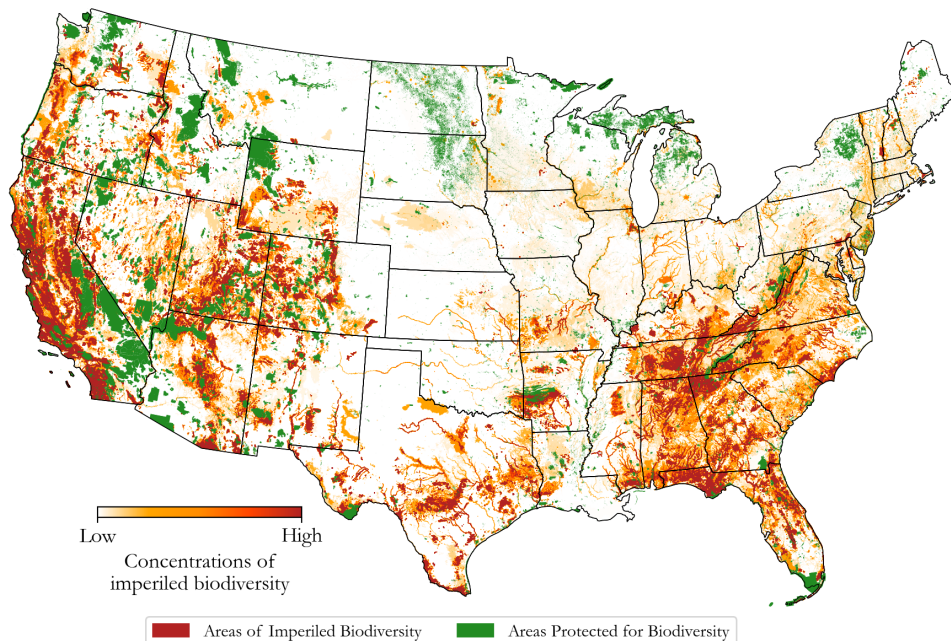 Low High
Concentrations of
imperiled biodiversity
Areas of Imperiled Biodiversity Areas Protected for Biodiversity